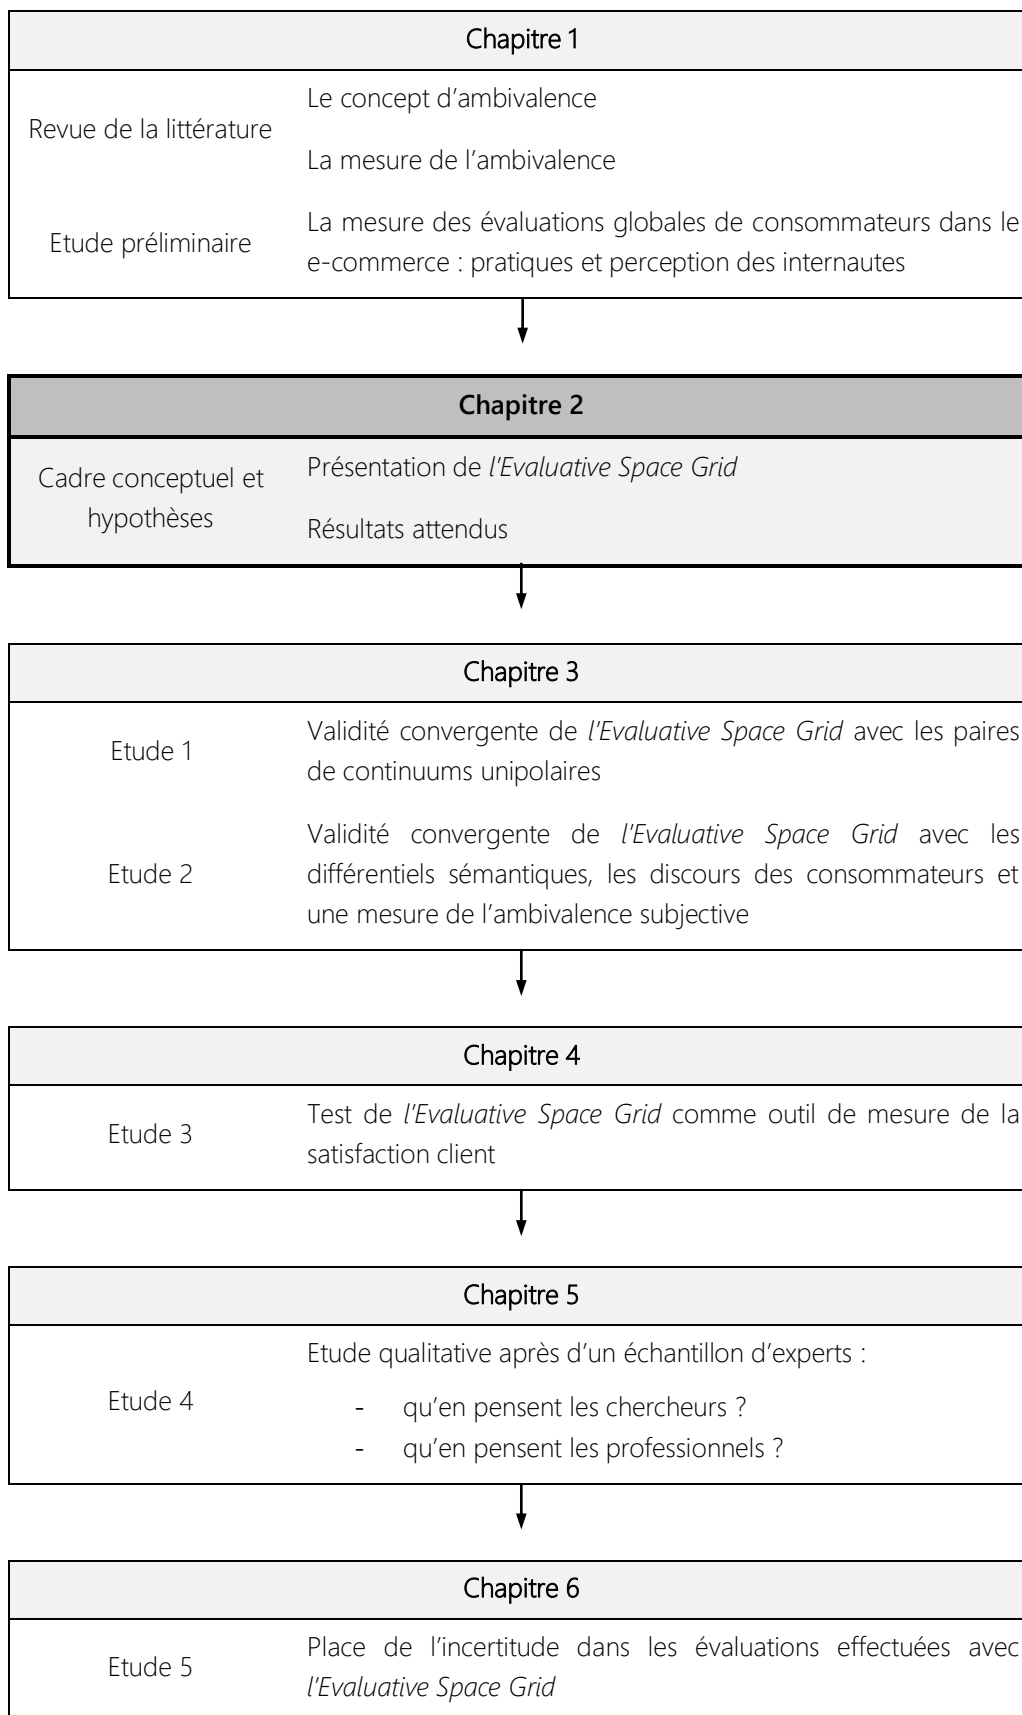 Chapitre 1
Revue de la littérature
Le concept d’ambivalence
La mesure de l’ambivalence
Etude préliminaire
La mesure des évaluations globales de consommateurs dans le
e-commerce : pratiques et perception des internautes
Chapitre 2
Cadre conceptuel et
hypothèses
Présentation de l’Evaluative Space Grid
Résultats attendus
Chapitre 3
Etude 1
Validité convergente de l’Evaluative Space Grid avec les paires
de continuums unipolaires
Etude 2
Validité convergente de l’Evaluative Space Grid avec les
différentiels sémantiques, les discours des consommateurs et
une mesure de l’ambivalence subjective
Chapitre 4
Etude 3
Test de l’Evaluative Space Grid comme outil de mesure de la
satisfaction client
Chapitre 5
Etude 4
Etude qualitative après d’un échantillon d’experts :
- qu’en pensent les chercheurs ?
- qu’en pensent les professionnels ?
Chapitre 6
Etude 5
Place de l’incertitude dans les évaluations effectuées avec
l’Evaluative Space Grid